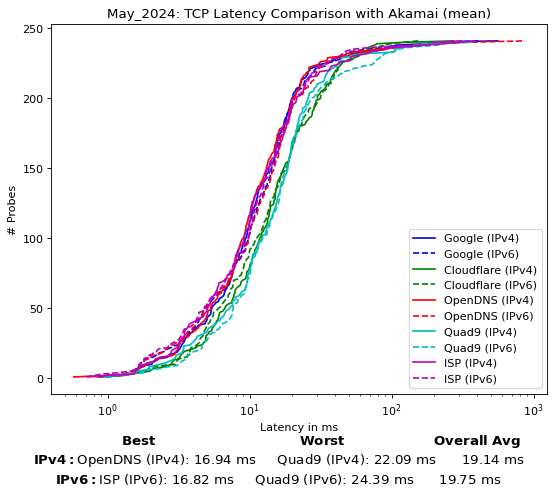 May_2024: TCP Latency Comparison with Akamai (mean)
250
200
150
100
50
0
# Probes
Google (IPv4)
Google (IPv6)
Cloudflare (IPv4)
Cloudflare (IPv6)
OpenDNS (IPv4)
OpenDNS (IPv6)
Quad9 (IPv4)
Quad9 (IPv6)
ISP (IPv4)
ISP (IPv6)
10⁰ 10¹ 10² 10³
Latency in ms
Best Worst Overall Avg
IPv4: OpenDNS (IPv4): 16.94 ms Quad9 (IPv4): 22.09 ms 19.14 ms
IPv6: ISP (IPv6): 16.82 ms Quad9 (IPv6): 24.39 ms 19.75 ms